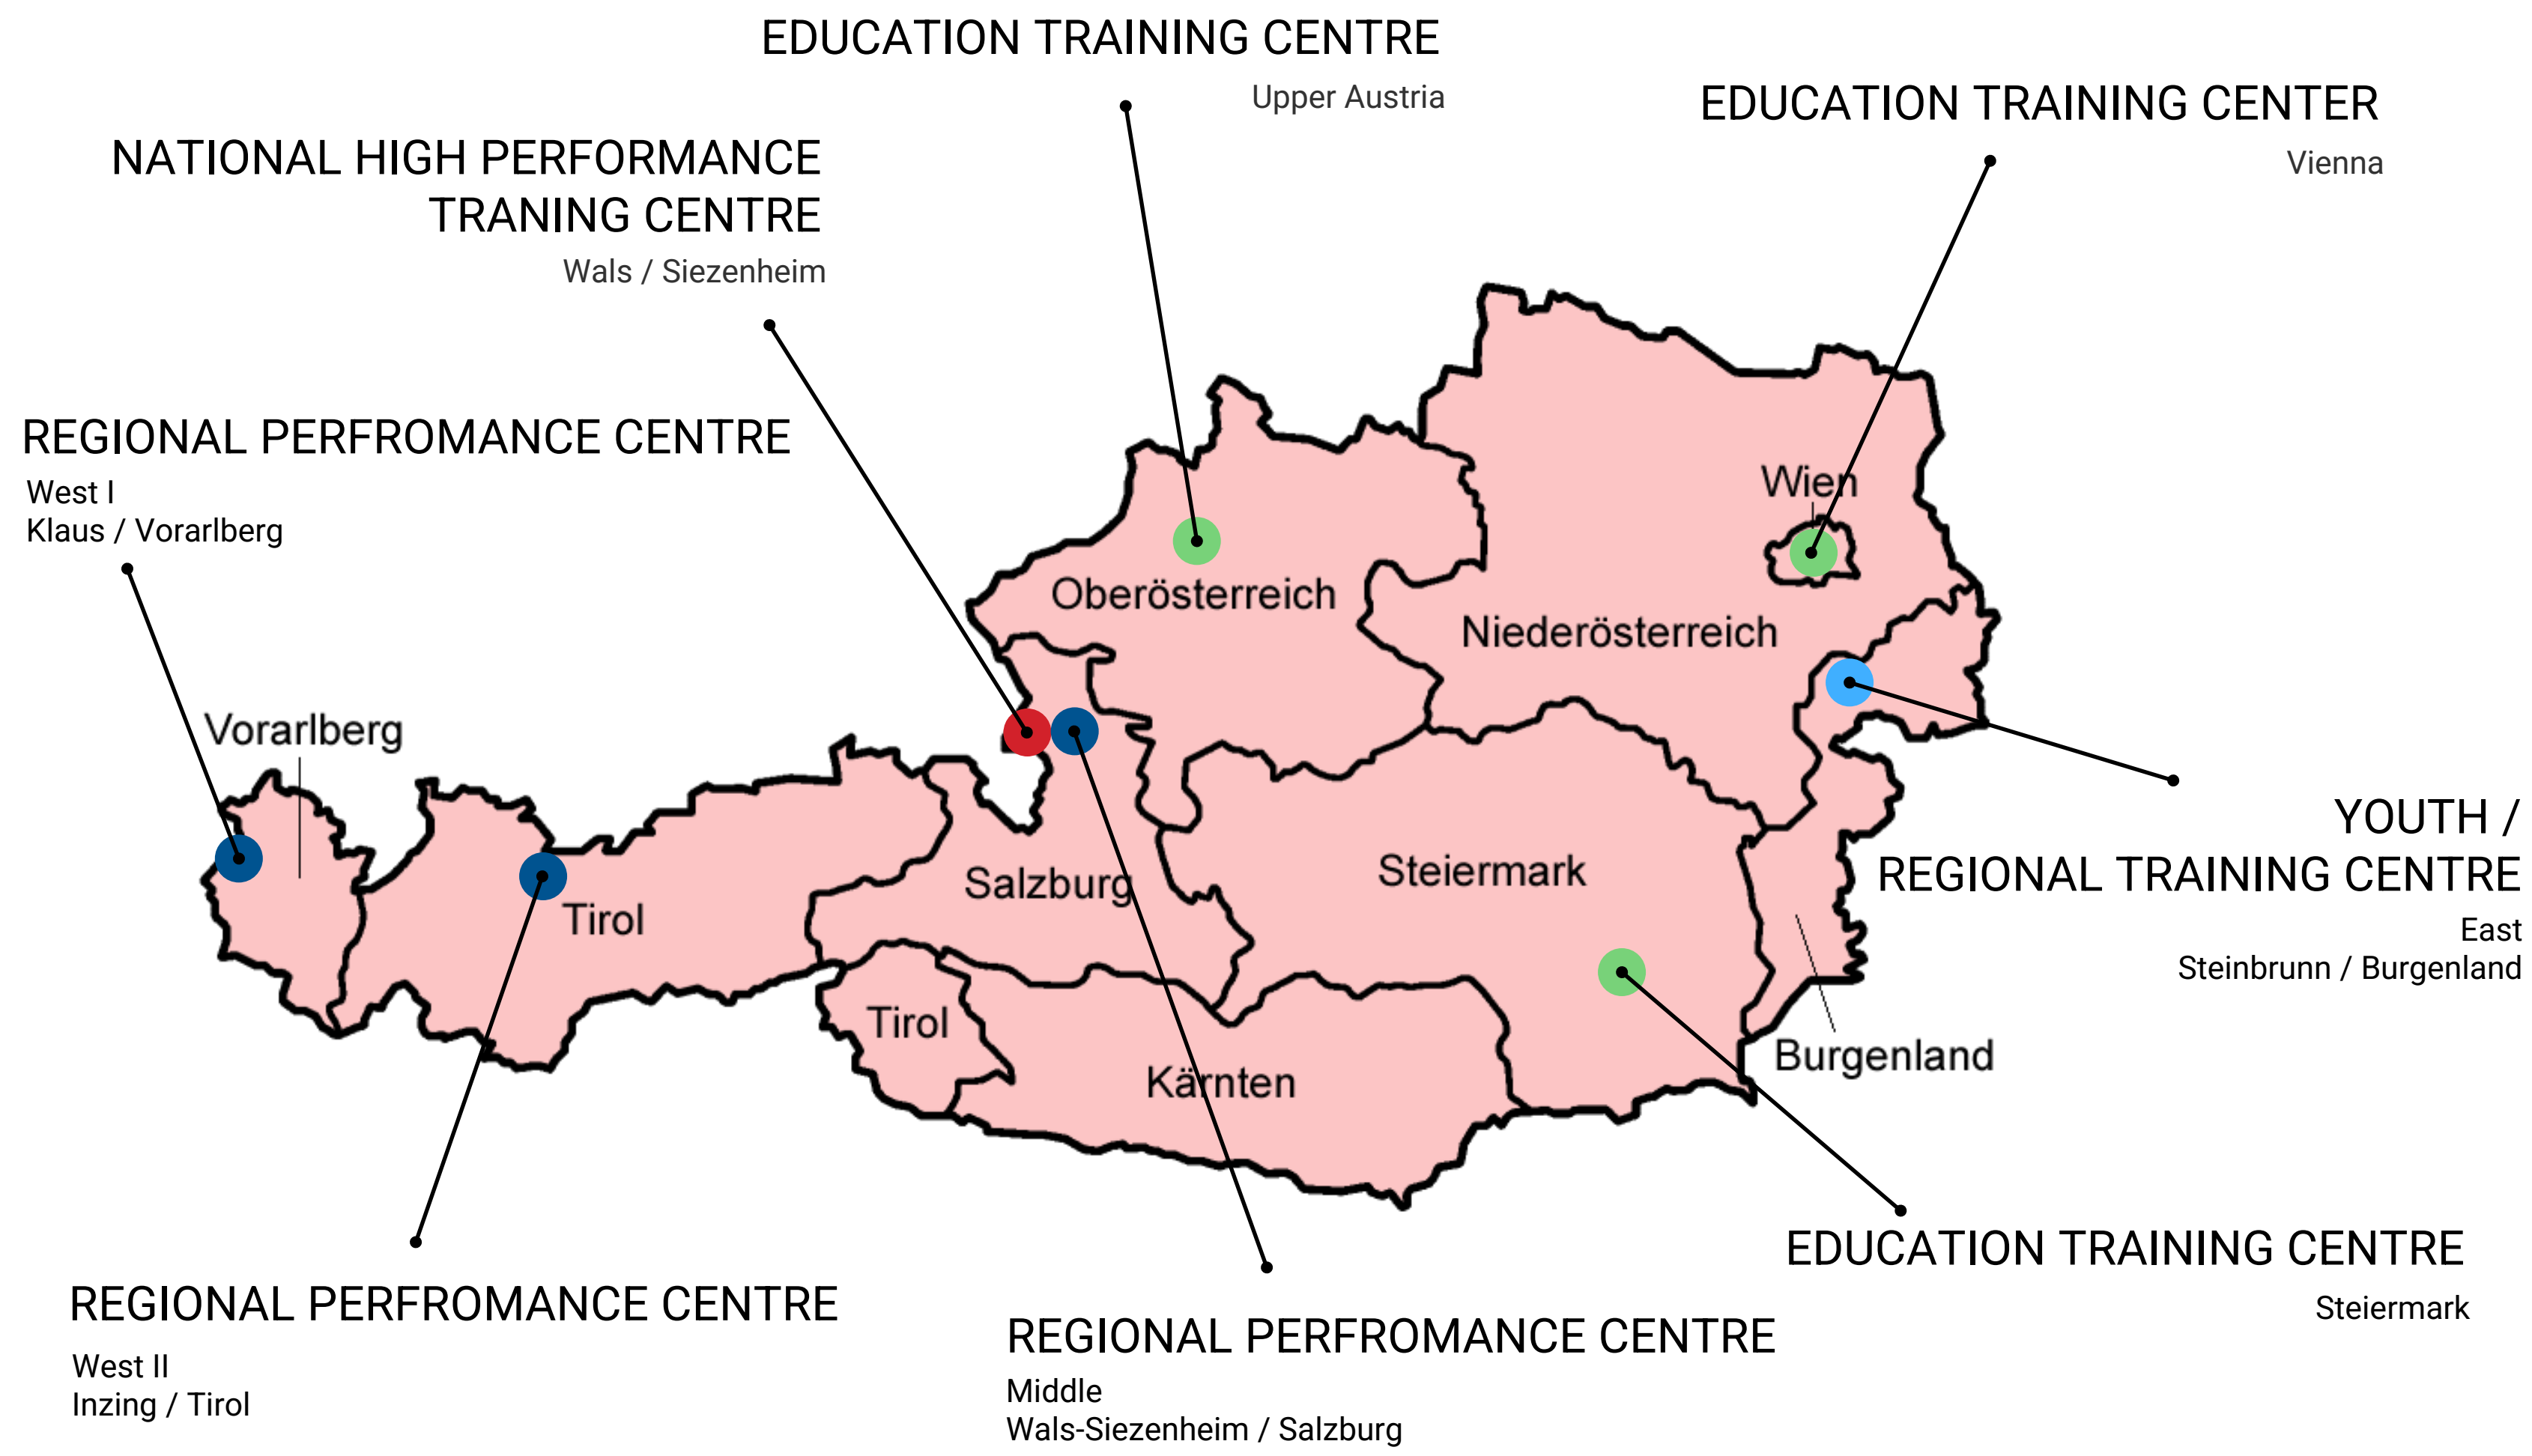 EDUCATION TRAINING CENTRE
Upper Austria
EDUCATION TRAINING CENTER
Vienna
NATIONAL HIGH PERFORMANCE
TRANING CENTRE
Wals / Siezenheim
REGIONAL PERFROMANCE CENTRE
West I
Klaus / Vorarlberg
Wien
Oberösterreich
Niederösterreich
Vorarlberg
YOUTH /
REGIONAL TRAINING CENTRE
East
Steinbrunn / Burgenland
Steiermark
Salzburg
Tirol
Tirol
Burgenland
Kärnten
EDUCATION TRAINING CENTRE
Steiermark
REGIONAL PERFROMANCE CENTRE
West II
Inzing / Tirol
REGIONAL PERFROMANCE CENTRE
Middle
Wals-Siezenheim / Salzburg